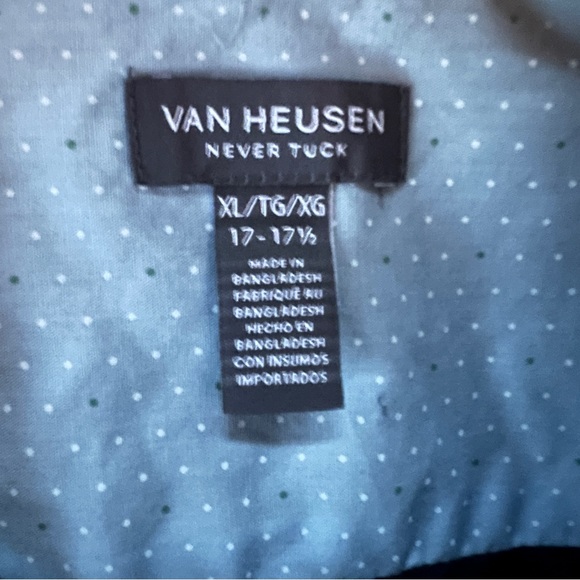 VAN HEUSEN
NEVER TUCK
XL/TG/XG
17-17½
MADE IN
BANGLADESH
FABRIQUÉ AU
BANGLADESH
HECHO EN
BANGLADESH
CON INSUMOS
IMPORTADOS